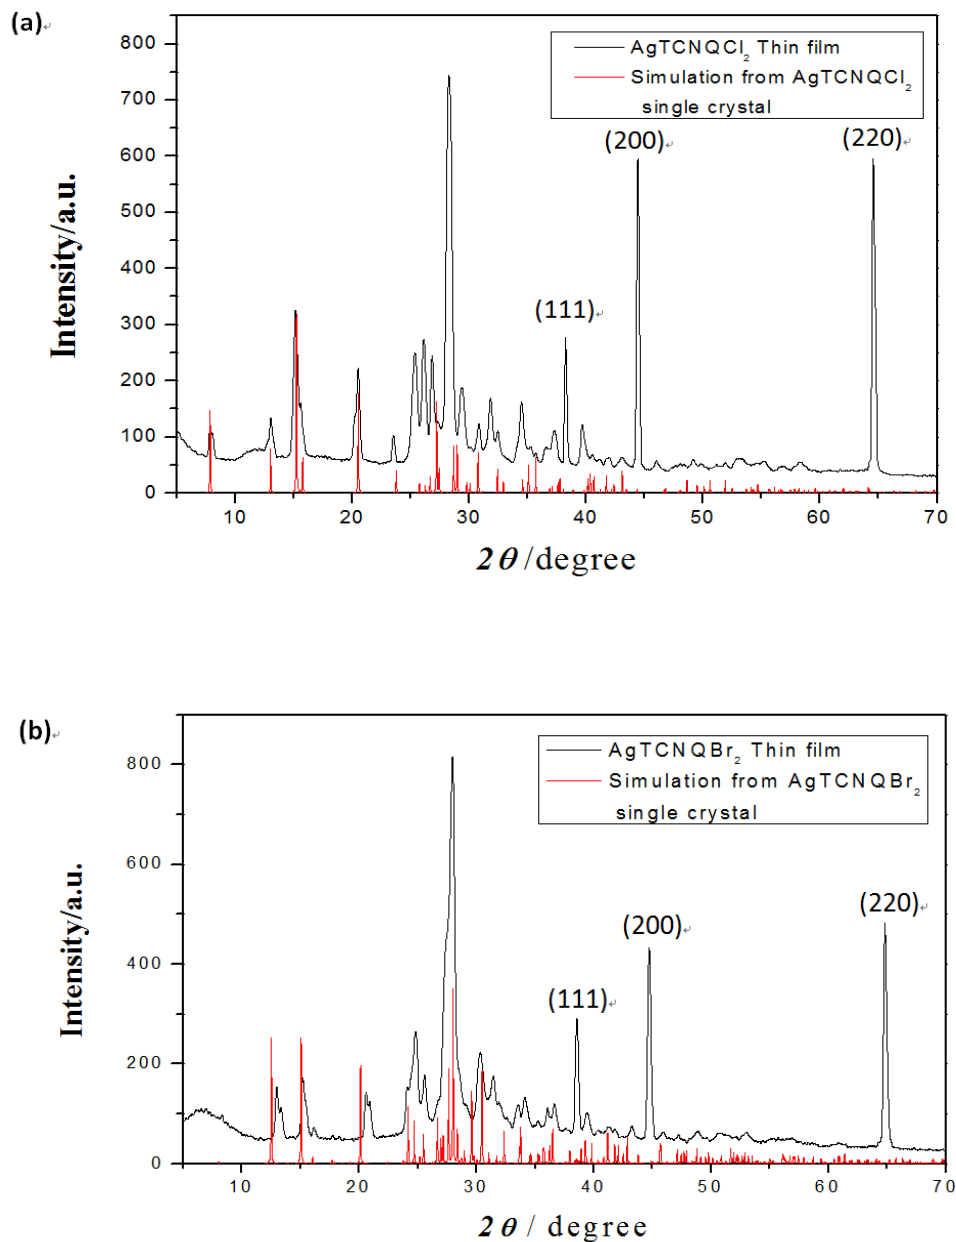 (a)
AgTCNQCl₂ Thin film
Simulation from AgTCNQCl₂
single crystal
800
700
600
500
400
300
200
100
0
(111)
(200)
(220)
Intensity/a.u.
10 20 30 40 50 60 70
2θ /degree
(b)
AgTCNQBr₂ Thin film
Simulation from AgTCNQBr₂
single crystal
800
600
400
200
0
(111)
(200)
(220)
Intensity/a.u.
10 20 30 40 50 60 70
2θ / degree